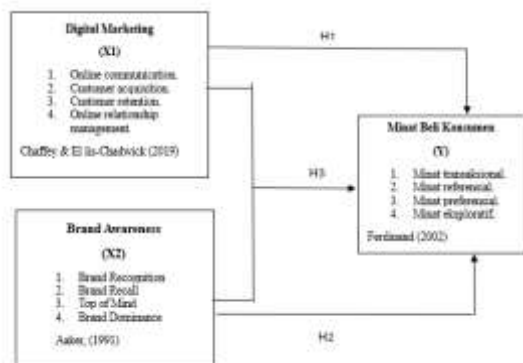 Digital Marketing
(X1)
1. Online communication.
2. Customer acquisition.
3. Customer retention.
4. Online relationship
management
Chaffey & El lis-Chadwick (2019)
H1
Minat Beli Konsumen
(Y)
1. Minat transaksional.
2. Minat referensial.
3. Minat preferensial.
4. Minat eksploratif.
Ferdinand (2002)
H3
Brand Awareness
(X2)
1. Brand Recognition
2. Brand Recall
3. Top of Mind
4. Brand Dominance
Aaker, (1991)
H2